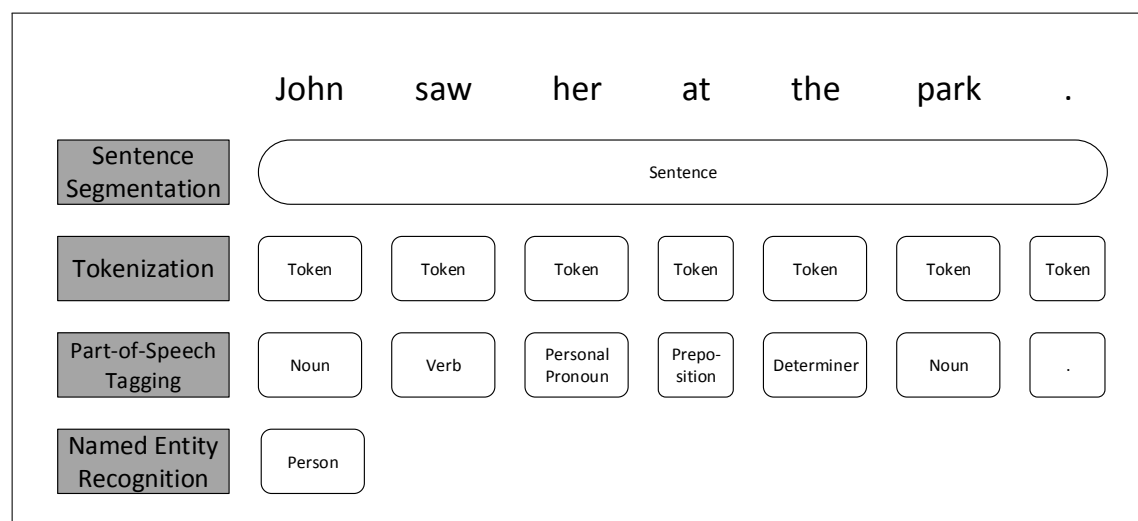 John saw her at the park .
Sentence
Segmentation
Sentence
Tokenization
Token Token Token Token Token Token Token
Part-of-Speech
Tagging
Noun
Verb
Personal
Pronoun
Prepo-
sition
Determiner
Noun
.
Named Entity
Recognition
Person